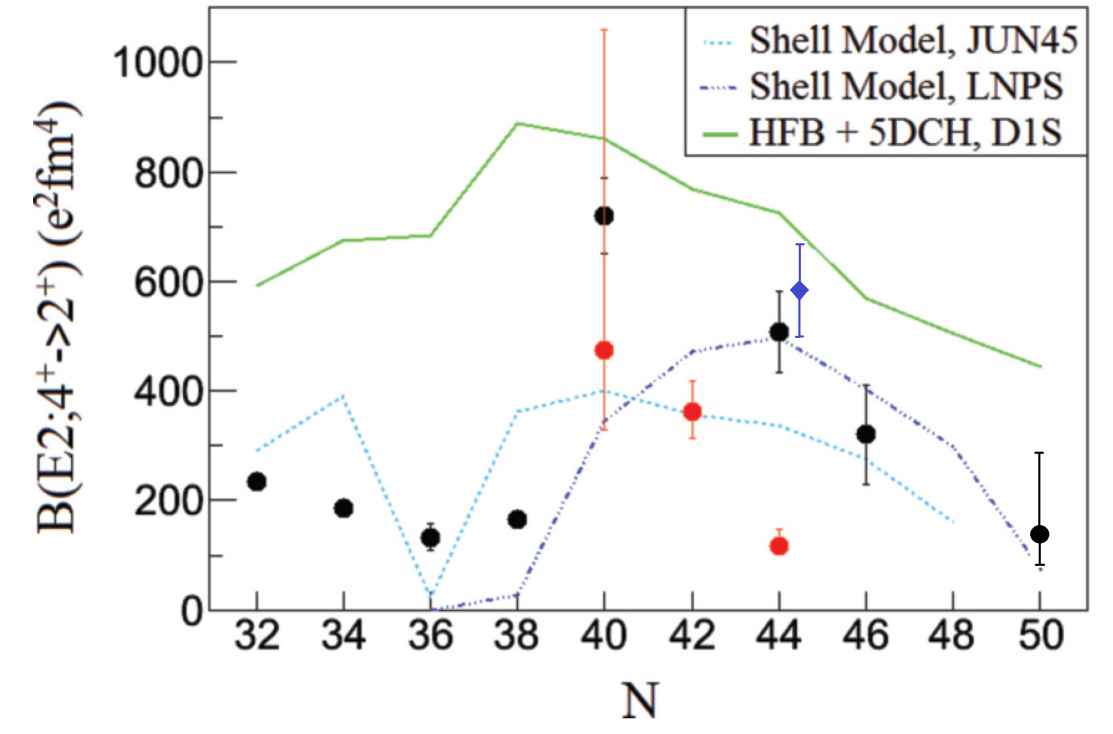 Shell Model, JUN45
Shell Model, LNPS
HFB + 5DCH, D1S
B(E2;4⁺->2⁺) (e²fm⁴)
1000
800
600
400
200
0
32 34 36 38 40 42 44 46 48 50
N